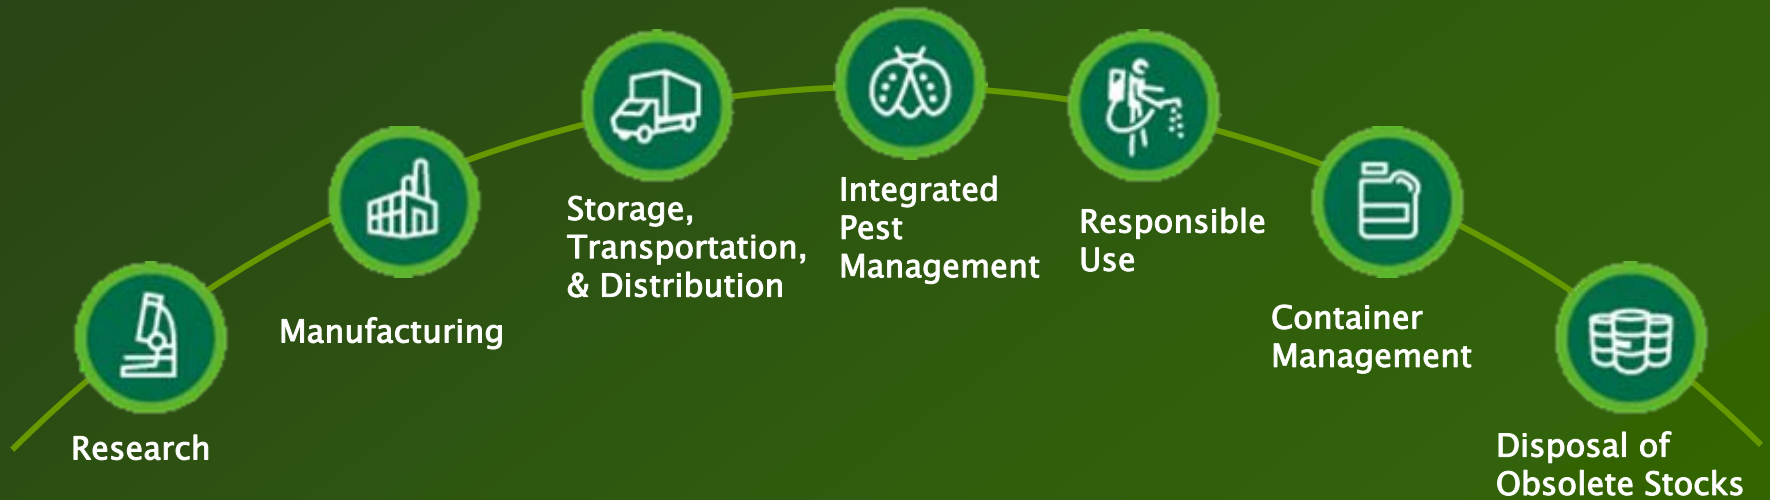 Research
Manufacturing
Storage,
Transportation,
& Distribution
Integrated
Pest
Management
Responsible
Use
Container
Management
Disposal of
Obsolete Stocks